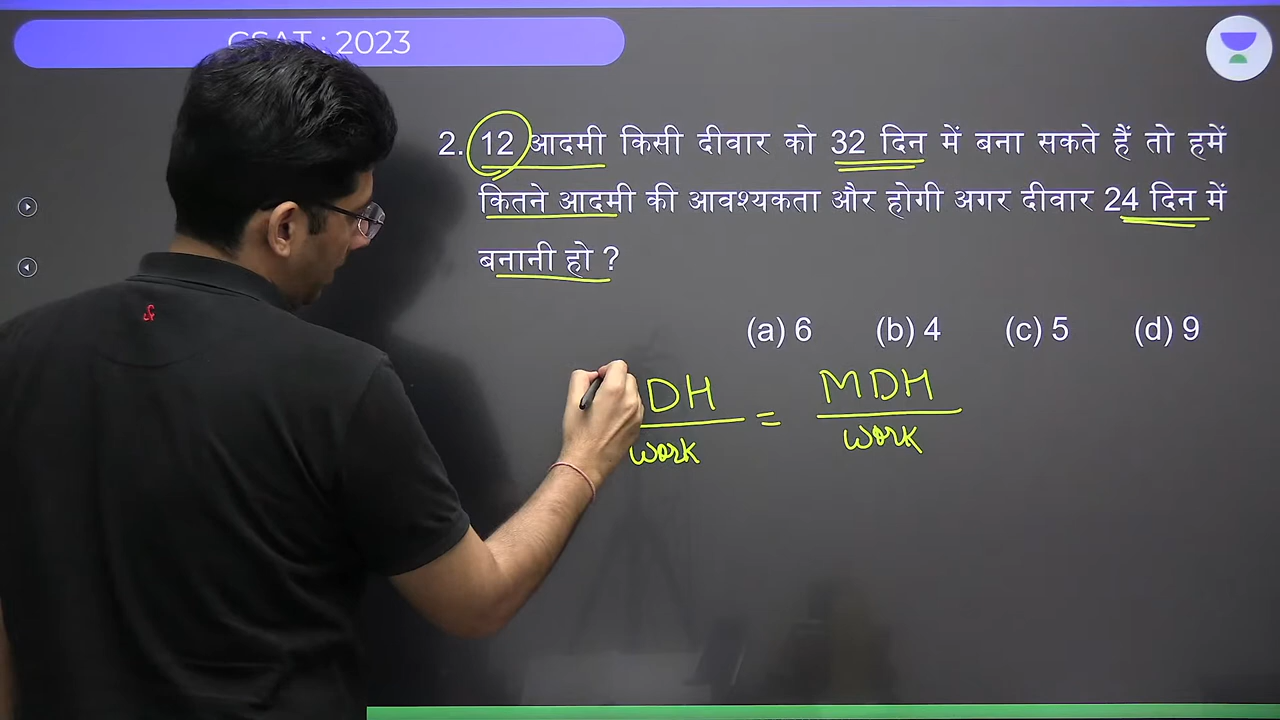 : 2023
2. 12 आदमी किसी दीवार को 32 दिन में बना सकते हैं तो हमें
कितने आदमी की आवश्यकता और होगी अगर दीवार 24 दिन में
बनानी हो ?
(a) 6 (b) 4 (c) 5 (d) 9
DH = MDH
work work